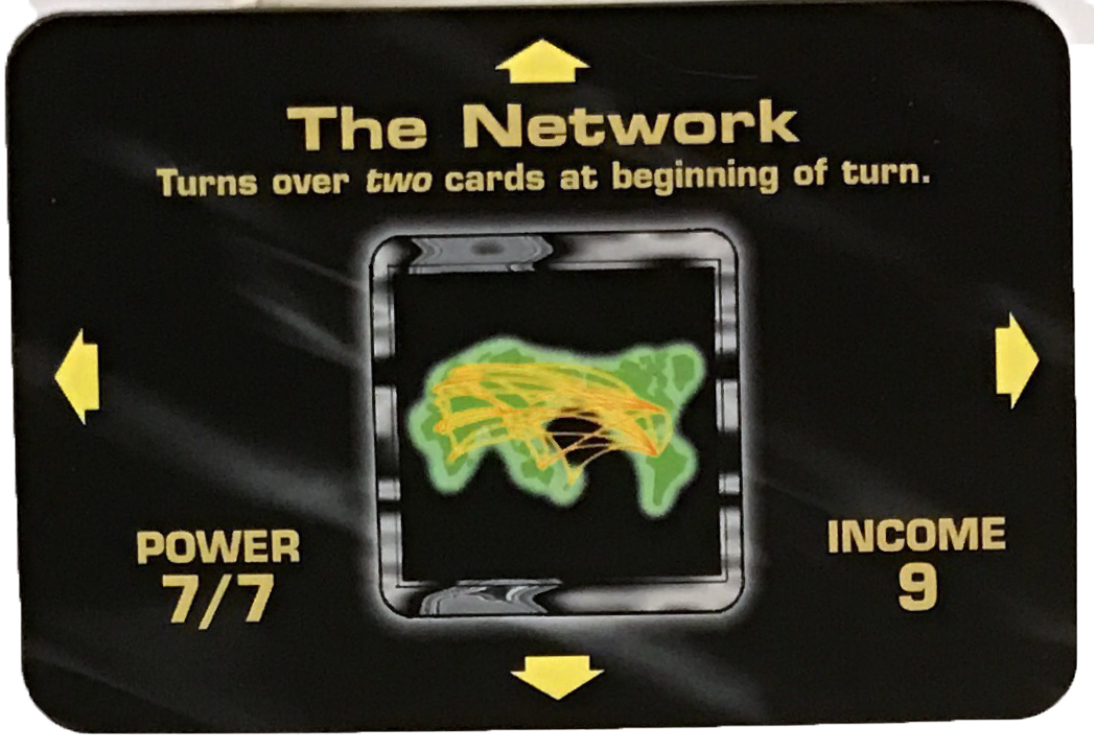 The Network
Turns over two cards at beginning of turn.
POWER
7/7
INCOME
9